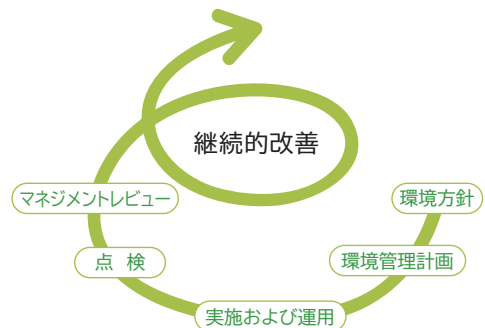 継続的改善
マネジメントレビュー
環境方針
点 検
環境管理計画
実施および運用